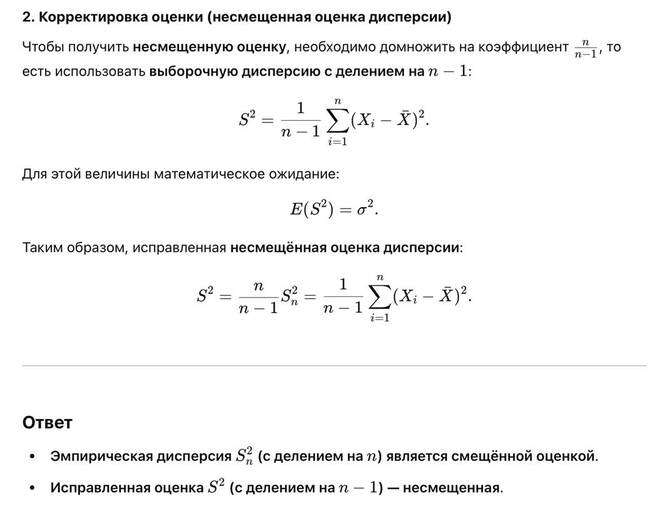 2. Корректировка оценки (несмещенная оценка дисперсии)
Чтобы получить несмещенную оценку, необходимо домножить на коэффициент n/(n−1), то
есть использовать выборочную дисперсию с делением на n − 1:
S² = 1/(n − 1) ∑_{i=1}^{n} (X_i − X̄)².
Для этой величины математическое ожидание:
E(S²) = σ².
Таким образом, исправленная несмещённая оценка дисперсии:
S² = n/(n − 1) S_n² = 1/(n − 1) ∑_{i=1}^{n} (X_i − X̄)².
Ответ
• Эмпирическая дисперсия S_n² (с делением на n) является смещённой оценкой.
• Исправленная оценка S² (с делением на n − 1) — несмещенная.